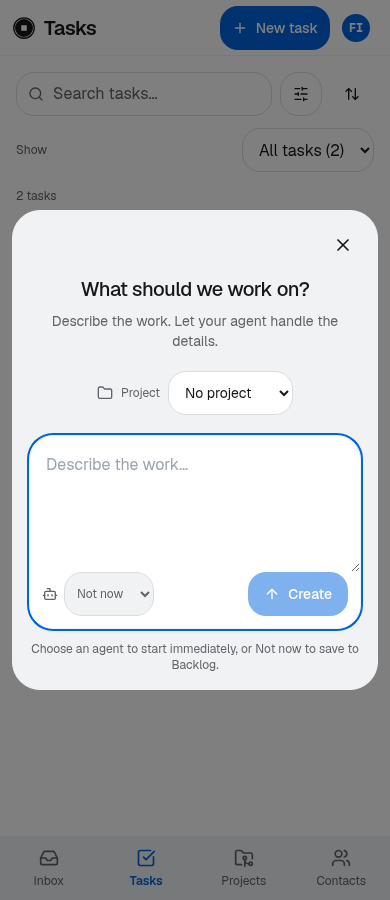 Tasks
New task
FI
Search tasks...
Show
All tasks (2)
2 tasks
What should we work on?
Describe the work. Let your agent handle the
details.
Project
No project
Describe the work...
Not now
Create
Choose an agent to start immediately, or Not now to save to
Backlog.
Inbox
Tasks
Projects
Contacts